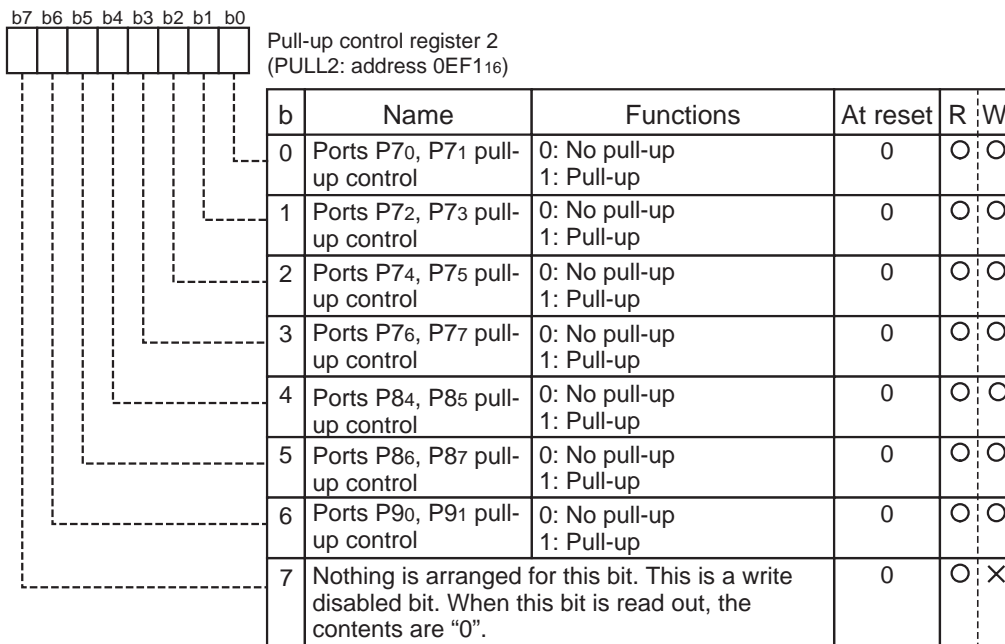 b7 b6 b5 b4 b3 b2 b1 b0
Pull-up control register 2
(PULL2: address 0EF116)
b Name Functions At reset R W
0 Ports P70, P71 pull- 0: No pull-up 0 ○ ○
up control 1: Pull-up
1 Ports P72, P73 pull- 0: No pull-up 0 ○ ○
up control 1: Pull-up
2 Ports P74, P75 pull- 0: No pull-up 0 ○ ○
up control 1: Pull-up
3 Ports P76, P77 pull- 0: No pull-up 0 ○ ○
up control 1: Pull-up
4 Ports P84, P85 pull- 0: No pull-up 0 ○ ○
up control 1: Pull-up
5 Ports P86, P87 pull- 0: No pull-up 0 ○ ○
up control 1: Pull-up
6 Ports P90, P91 pull- 0: No pull-up 0 ○ ○
up control 1: Pull-up
7 Nothing is arranged for this bit. This is a write 0 ○ ×
disabled bit. When this bit is read out, the
contents are “0”.